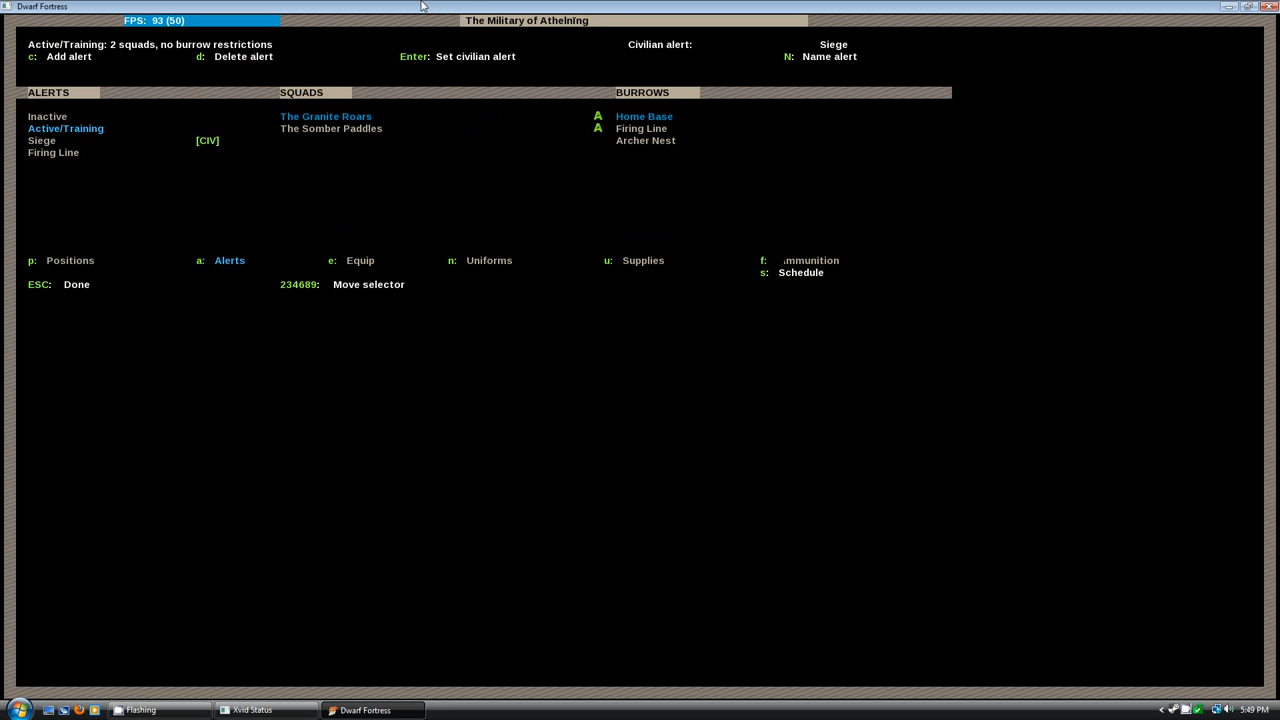 Dwarf Fortress
FPS: 93 (50)
The Military of Athelnïng
Active/Training: 2 squads, no burrow restrictions
Civilian alert: Siege
c: Add alert d: Delete alert Enter: Set civilian alert N: Name alert
ALERTS SQUADS BURROWS
Inactive The Granite Roars A Home Base
Active/Training The Somber Paddles A Firing Line
Siege [CIV] Archer Nest
Firing Line
p: Positions a: Alerts e: Equip n: Uniforms u: Supplies f: mmunition
s: Schedule
ESC: Done 234689: Move selector
Flashing Xvid Status Dwarf Fortress 5:49 PM